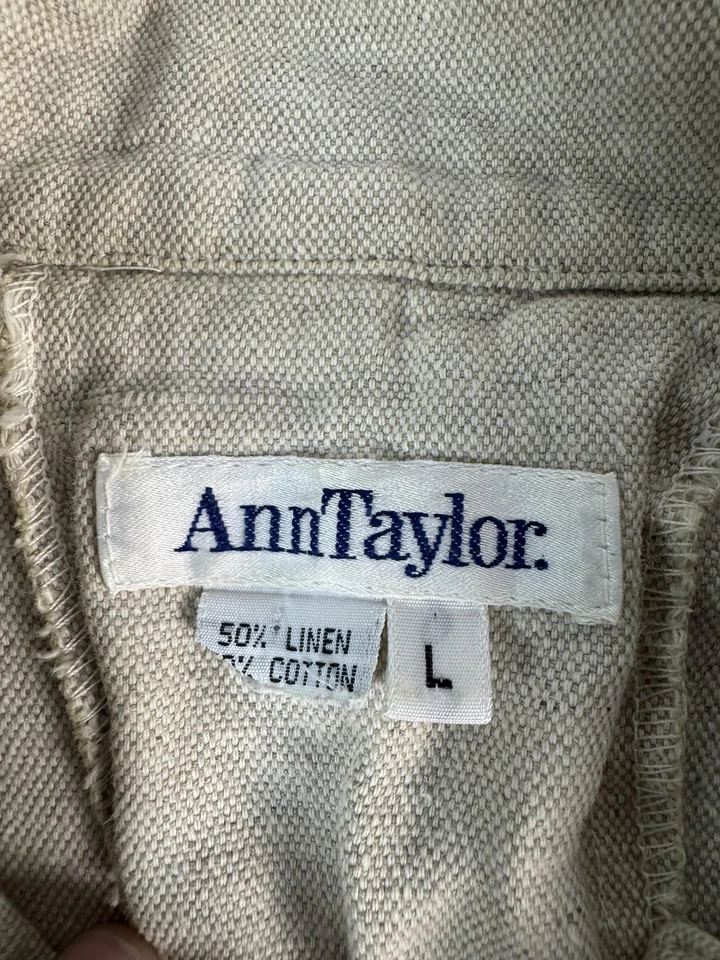 AnnTaylor.
50% LINEN
% COTTON
L